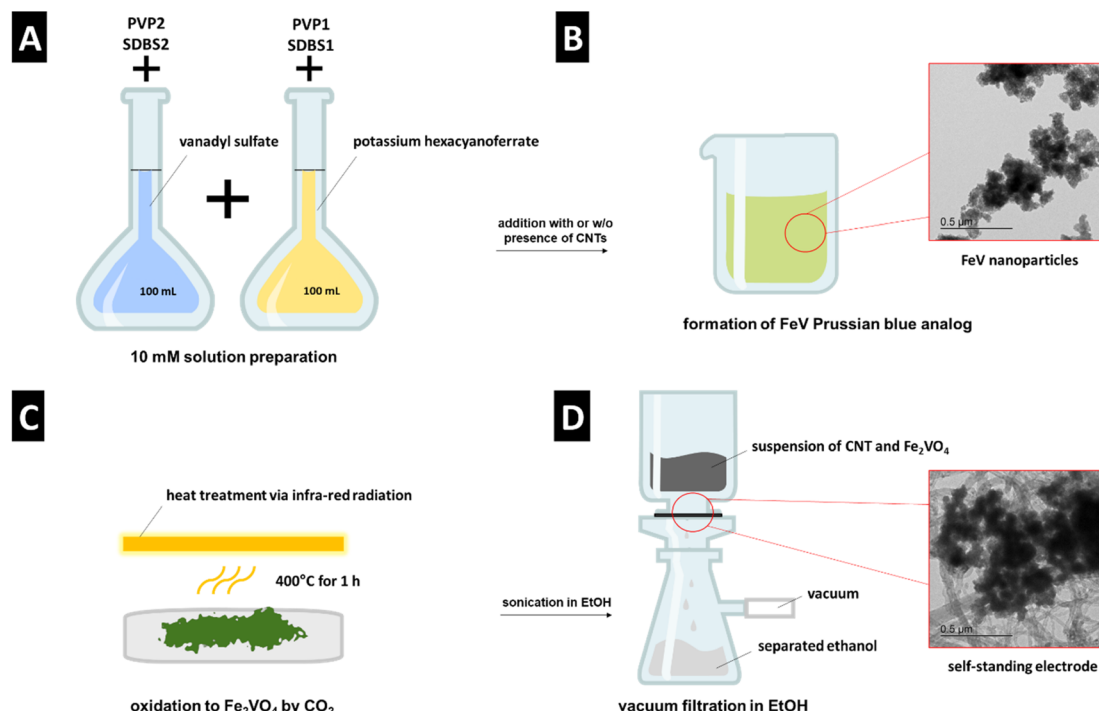 A
PVP2
SDBS2
+
PVP1
SDBS1
+
vanadyl sulfate
potassium hexacyanoferrate
+
100 mL
100 mL
10 mM solution preparation
addition with or w/o
presence of CNTs
B
0.5 µm
FeV nanoparticles
formation of FeV Prussian blue analog
C
heat treatment via infra-red radiation
400°C for 1 h
oxidation to Fe₂VO₄ by CO₂
sonication in EtOH
D
suspension of CNT and Fe₂VO₄
vacuum
separated ethanol
0.5 µm
self-standing electrode
vacuum filtration in EtOH